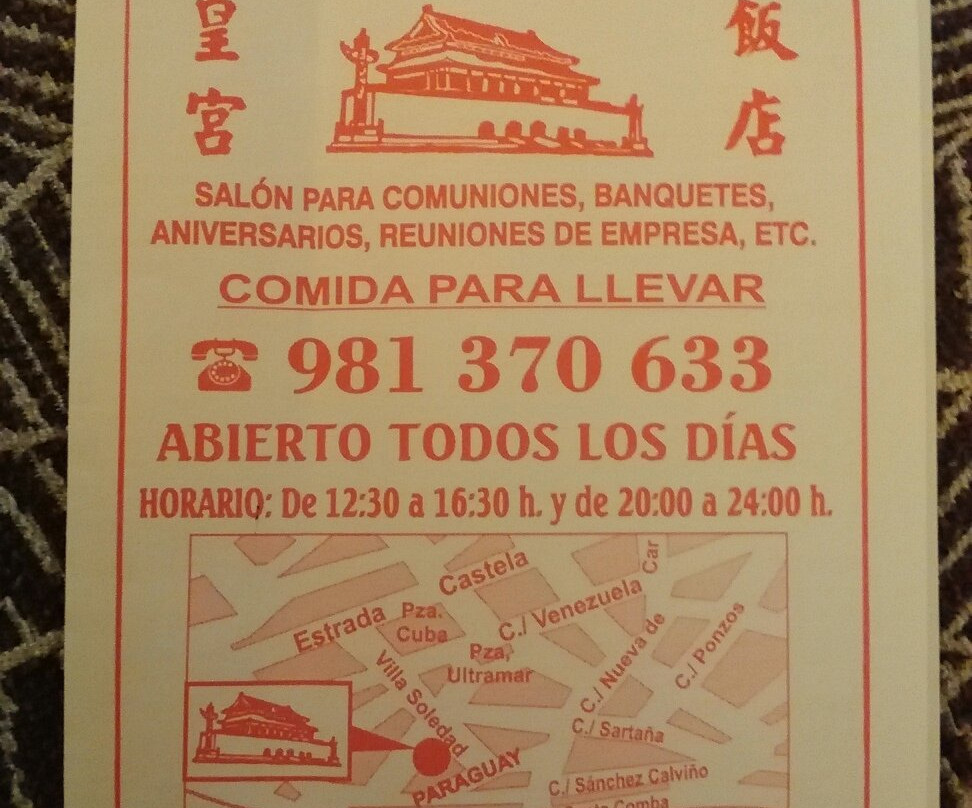 皇宮
飯店
SALÓN PARA COMUNIONES, BANQUETES,
ANIVERSARIOS, REUNIONES DE EMPRESA, ETC.
COMIDA PARA LLEVAR
981 370 633
ABIERTO TODOS LOS DÍAS
HORARIO: De 12:30 a 16:30 h. y de 20:00 a 24:00 h.
Estrada
Castela
Car
Pza.
Cuba
C./ Venezuela
Pza,
Ultramar
Villa Soledad
C./ Nueva de
C./ Ponzos
C./ Sartaña
PARAGUAY
C./ Sánchez Calviño
Comba